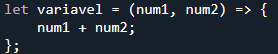 let variavel = (num1, num2) => {
    num1 + num2;
};